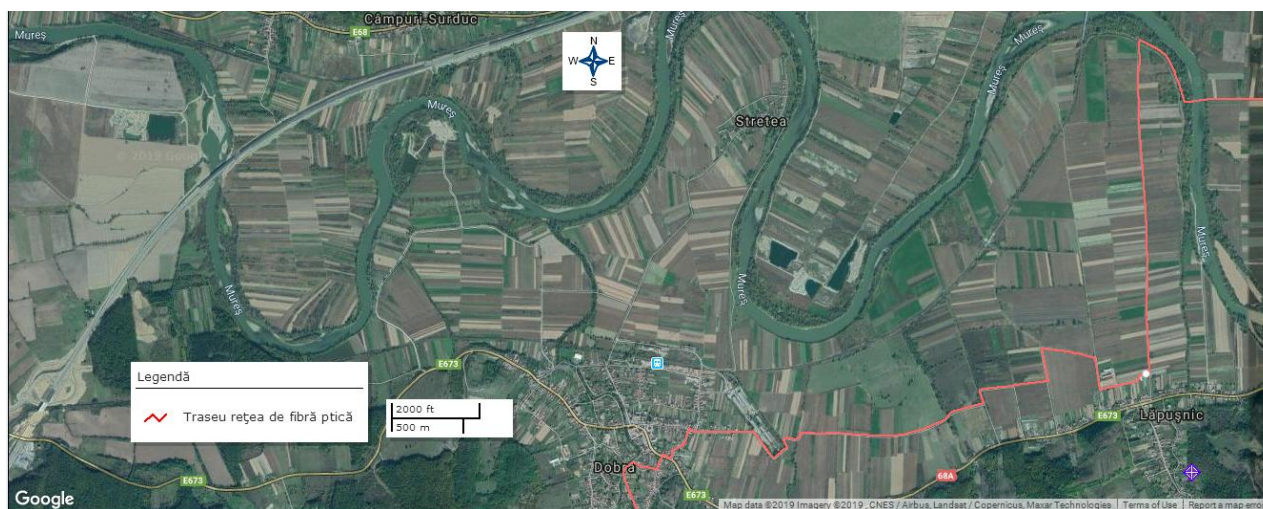 Câmpuri-Surduc
E68
Mureș
Mureș
Mureș
N
W E
S
Mureș
Stretea
Mureș
Mureș
Mureș
Mureș
Mureș
E673
Legendă
Traseu rețea de fibră ptică
2000 ft
500 m
E673
Lăpușnic
Dobra
68A
E673
E673
Google
Map data ©2019 Imagery ©2019 , CNES / Airbus, Landsat / Copernicus, Maxar Technologies
Terms of Use
Report a map error